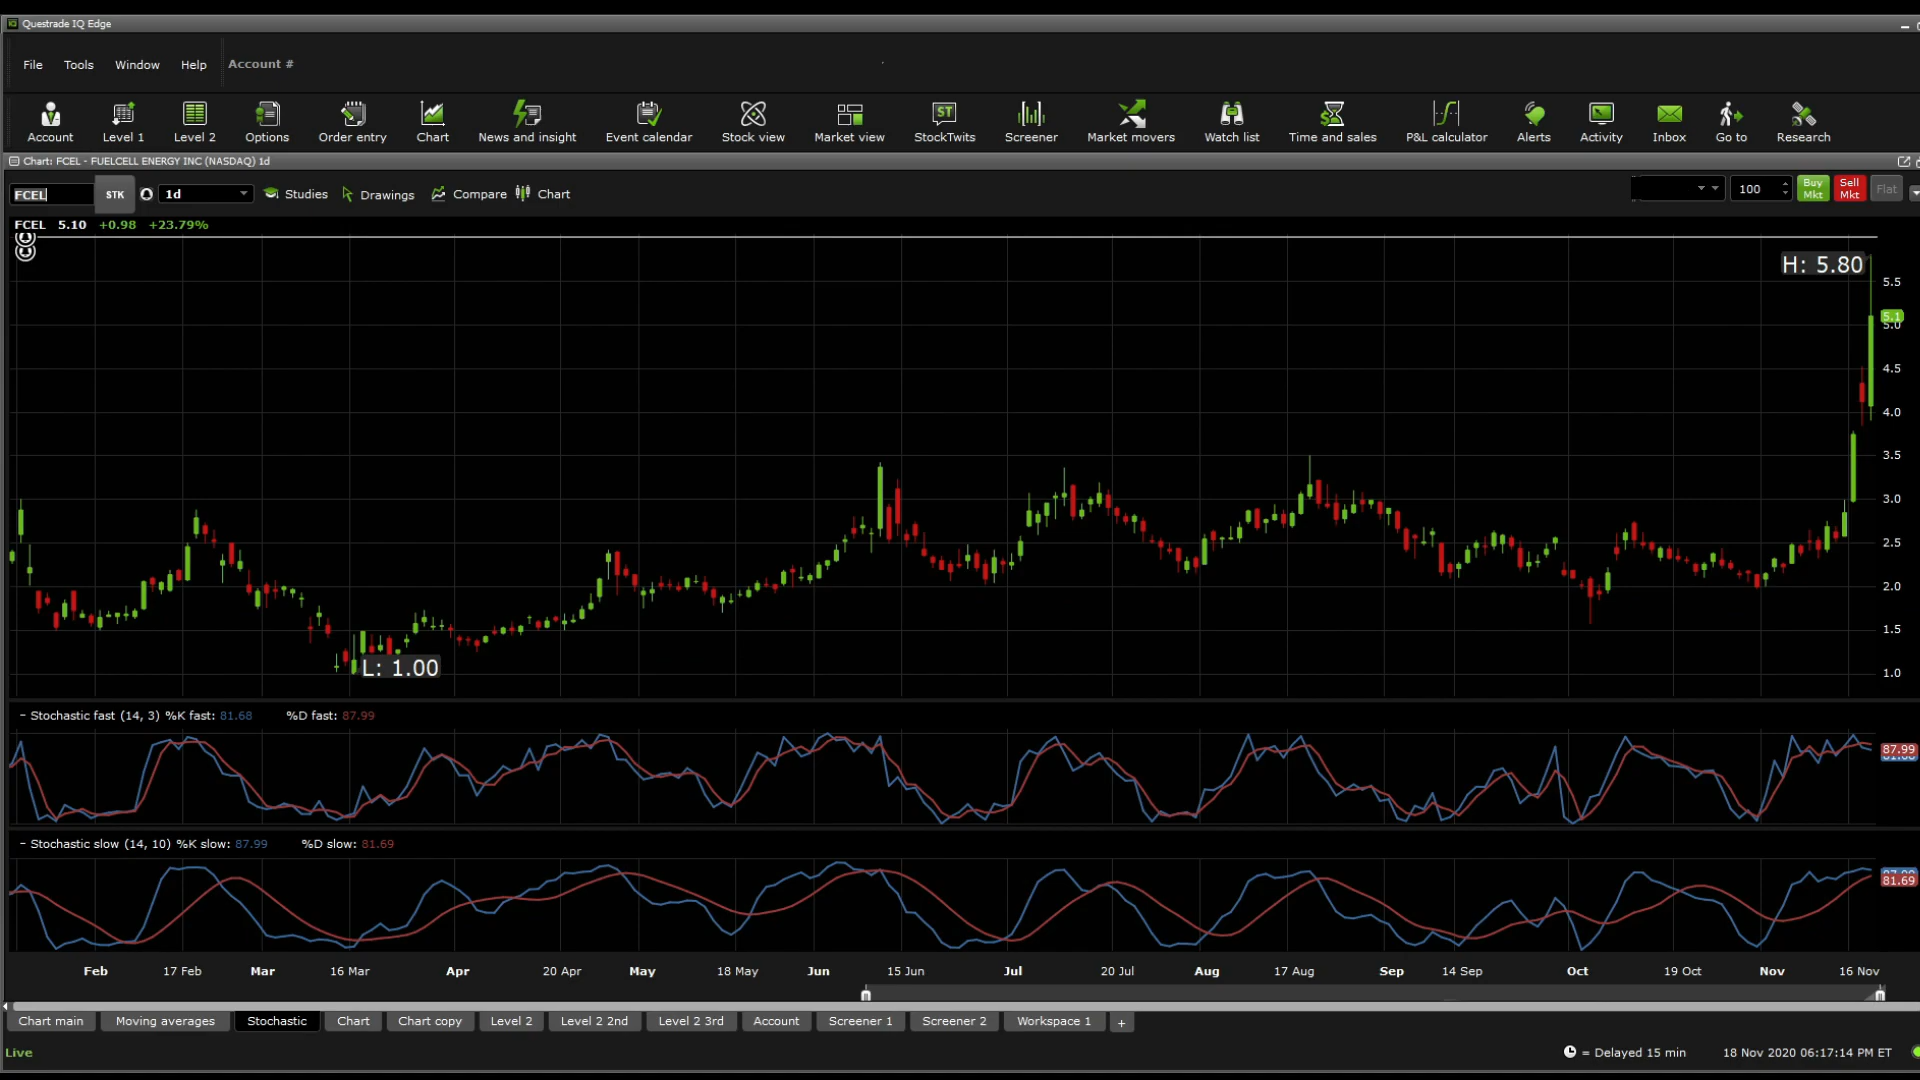 Questrade IQ Edge
File Tools Window Help Account #
Account Level 1 Level 2 Options Order entry Chart News and insight Event calendar Stock view Market view StockTwits Screener Market movers Watch list Time and sales P&L calculator Alerts Activity Inbox Go to Research
Chart: FCEL - FUELCELL ENERGY INC (NASDAQ) 1d
FCEL STK 1d Studies Drawings Compare Chart 100 Buy Mkt Sell Mkt Flat
FCEL 5.10 +0.98 +23.79%
H: 5.80
5.5
5.1
5.0
4.5
4.0
3.5
3.0
2.5
2.0
1.5
L: 1.00
1.0
- Stochastic fast (14, 3) %K fast: 81.68 %D fast: 87.99
87.99
- Stochastic slow (14, 10) %K slow: 87.99 %D slow: 81.69
81.69
Feb 17 Feb Mar 16 Mar Apr 20 Apr May 18 May Jun 15 Jun Jul 20 Jul Aug 17 Aug Sep 14 Sep Oct 19 Oct Nov 16 Nov
Chart main Moving averages Stochastic Chart Chart copy Level 2 Level 2 2nd Level 2 3rd Account Screener 1 Screener 2 Workspace 1 +
Live = Delayed 15 min 18 Nov 2020 06:17:14 PM ET